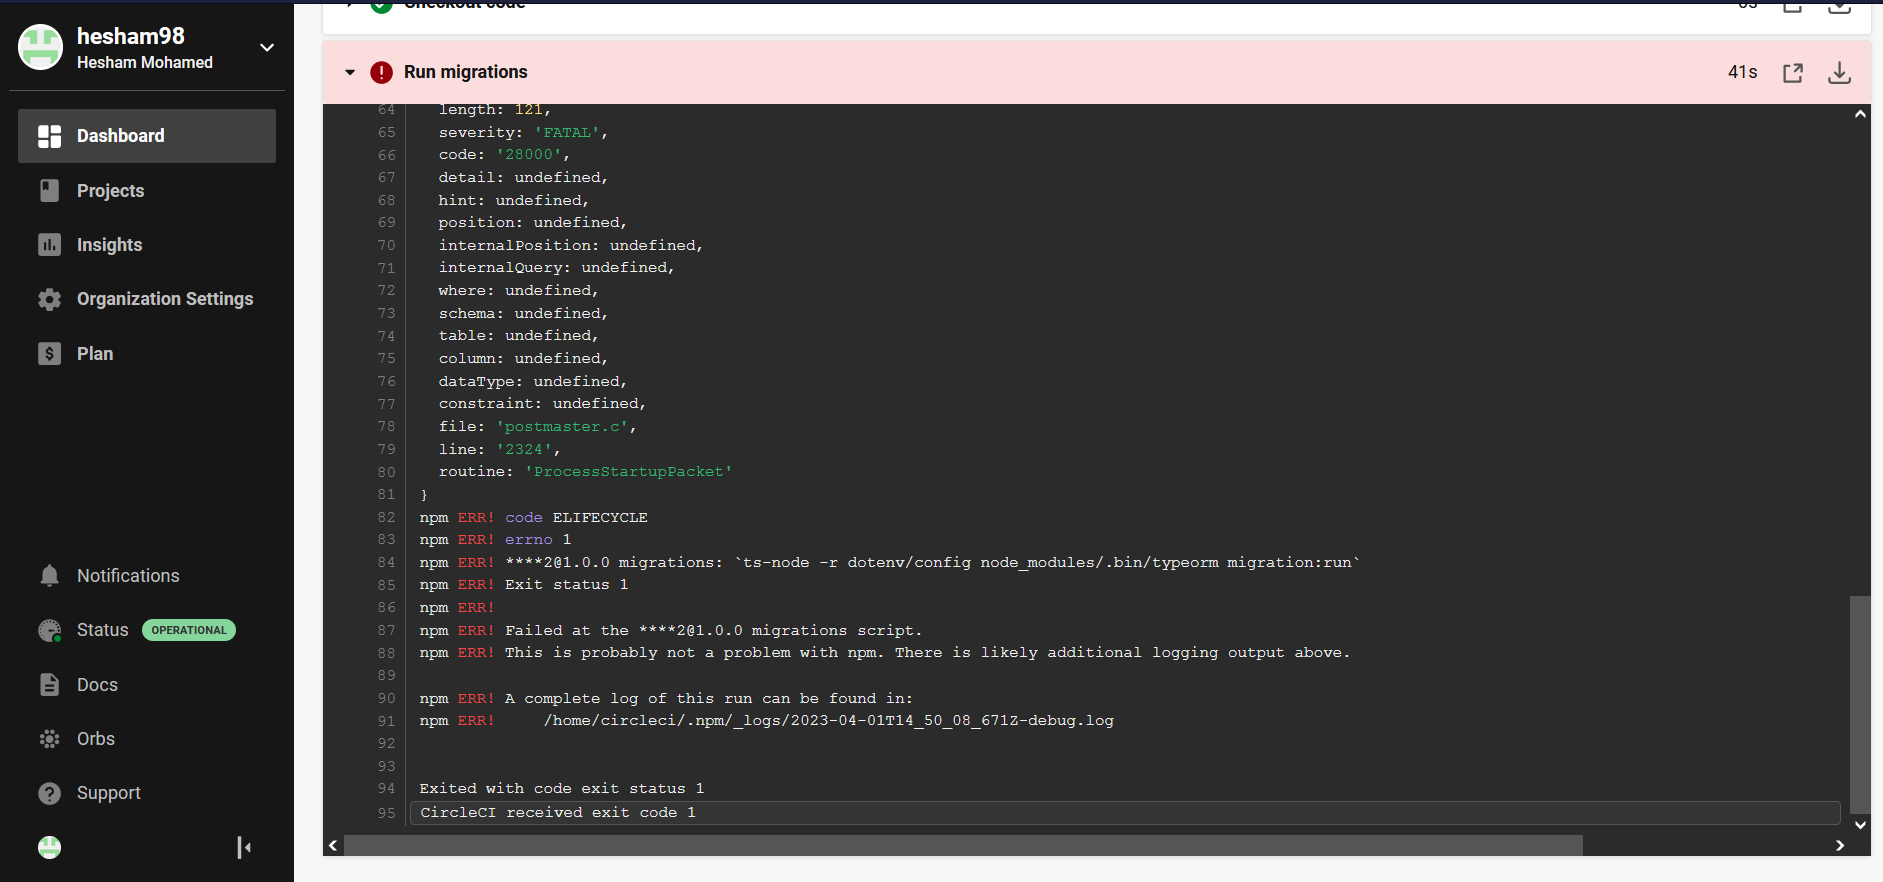 hesham98
Hesham Mohamed
Dashboard
Projects
Insights
Organization Settings
Plan
Notifications
Status OPERATIONAL
Docs
Orbs
Support
Checkout code
Run migrations 41s
64 length: 121,
65 severity: 'FATAL',
66 code: '28000',
67 detail: undefined,
68 hint: undefined,
69 position: undefined,
70 internalPosition: undefined,
71 internalQuery: undefined,
72 where: undefined,
73 schema: undefined,
74 table: undefined,
75 column: undefined,
76 dataType: undefined,
77 constraint: undefined,
78 file: 'postmaster.c',
79 line: '2324',
80 routine: 'ProcessStartupPacket'
81 }
82 npm ERR! code ELIFECYCLE
83 npm ERR! errno 1
84 npm ERR! ****2@1.0.0 migrations: `ts-node -r dotenv/config node_modules/.bin/typeorm migration:run`
85 npm ERR! Exit status 1
86 npm ERR!
87 npm ERR! Failed at the ****2@1.0.0 migrations script.
88 npm ERR! This is probably not a problem with npm. There is likely additional logging output above.
89
90 npm ERR! A complete log of this run can be found in:
91 npm ERR!     /home/circleci/.npm/_logs/2023-04-01T14_50_08_671Z-debug.log
92
93
94 Exited with code exit status 1
95 CircleCI received exit code 1